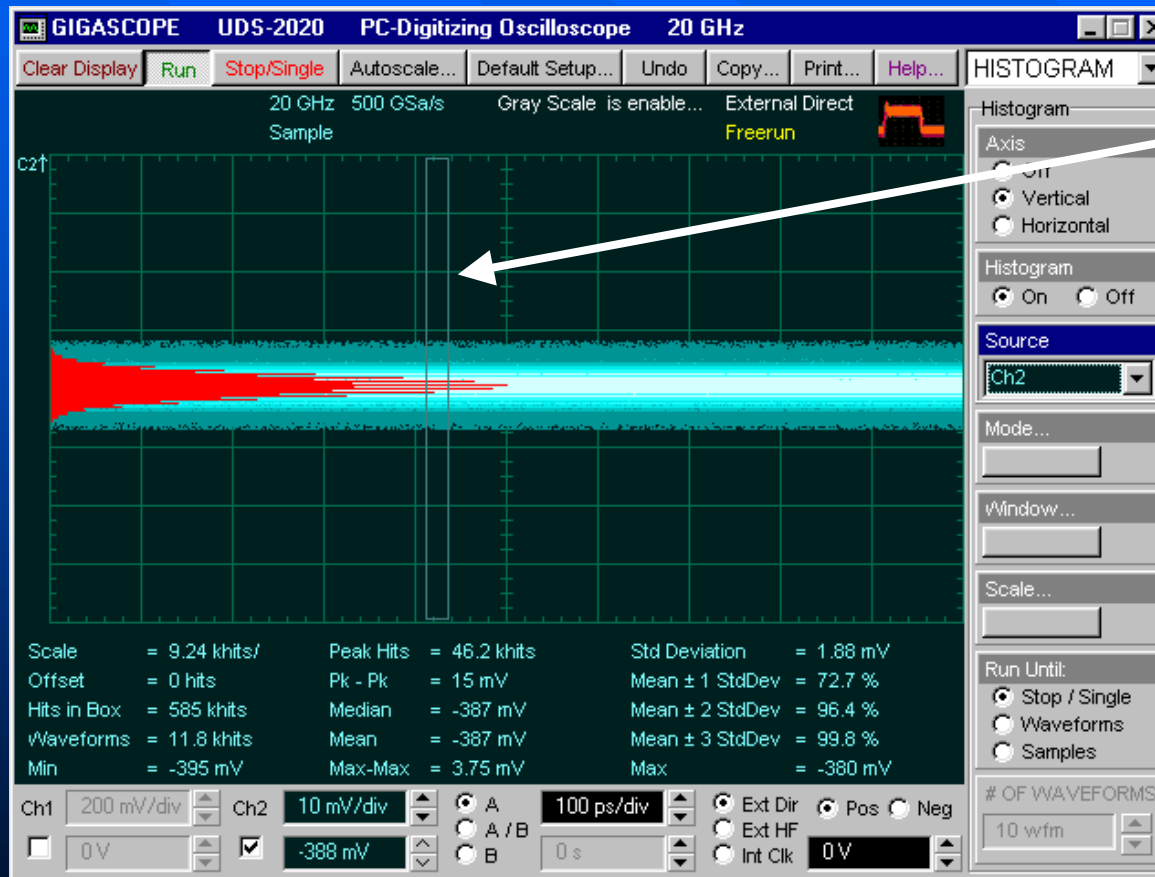 GIGASCOPE UDS-2020 PC-Digitizing Oscilloscope 20 GHz
Clear Display Run Stop/Single Autoscale... Default Setup... Undo Copy... Print... Help... HISTOGRAM
20 GHz 500 GSa/s Gray Scale is enable... External Direct
Sample Freerun
C2↑
Histogram
Axis
Off
Vertical
Horizontal
Histogram
On Off
Source
Ch2
Mode...
Window...
Scale...
Run Until:
Stop / Single
Waveforms
Samples
# OF WAVEFORMS
10 wfm
Scale = 9.24 khits/ Peak Hits = 46.2 khits Std Deviation = 1.88 mV
Offset = 0 hits Pk - Pk = 15 mV Mean ± 1 StdDev = 72.7 %
Hits in Box = 585 khits Median = -387 mV Mean ± 2 StdDev = 96.4 %
Waveforms = 11.8 khits Mean = -387 mV Mean ± 3 StdDev = 99.8 %
Min = -395 mV Max-Max = 3.75 mV Max = -380 mV
Ch1 200 mV/div Ch2 10 mV/div A 100 ps/div Ext Dir Pos Neg
A / B Ext HF
0 V -388 mV B 0 s Int Clk 0 V